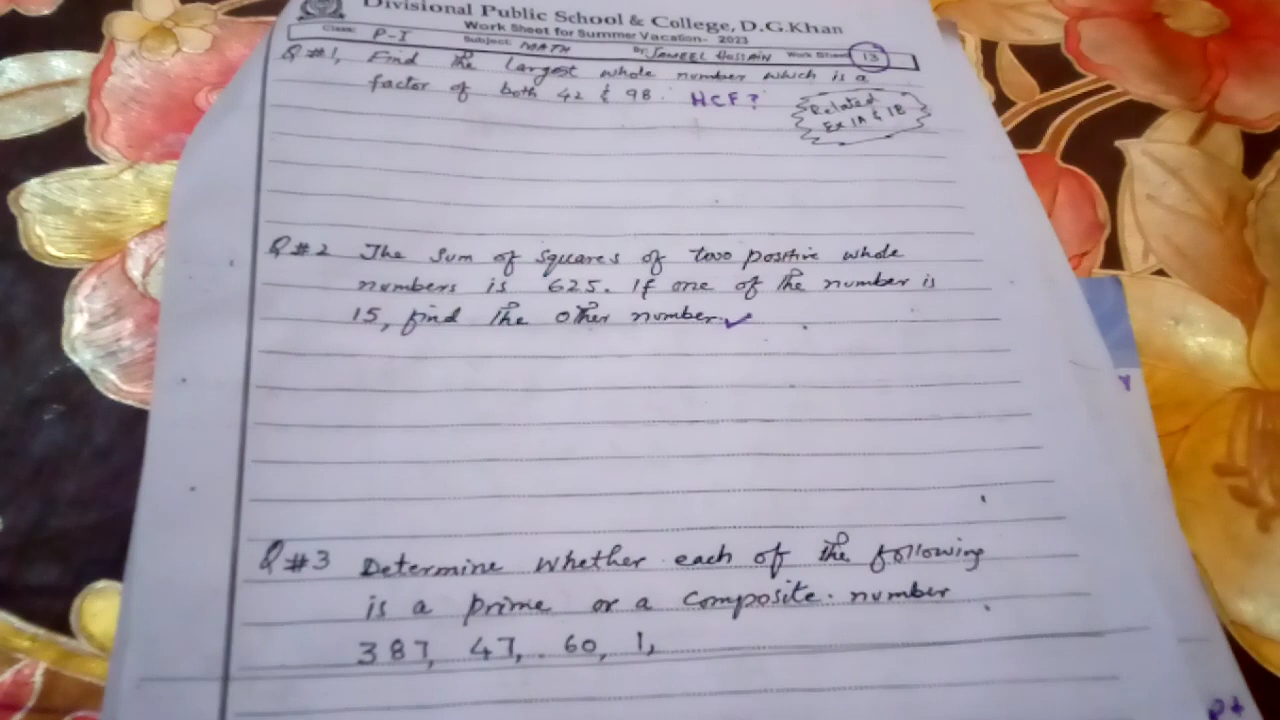 Divisional Public School & College, D.G.Khan
Work Sheet for Summer Vacation- 2023
Class: P-I Subject: MATH By: JAMEEL HUSSAIN Work Sheet 13
Q #1, Find the largest whole number which is a
factor of both 42 & 98. HCF?
Related
Ex 1A & 1B
Q #2 The sum of squares of two positive whole
numbers is 625. If one of the number is
15, find the other number.
Q #3 Determine whether each of the following
is a prime or a composite. number
387, 47, 60, 1,